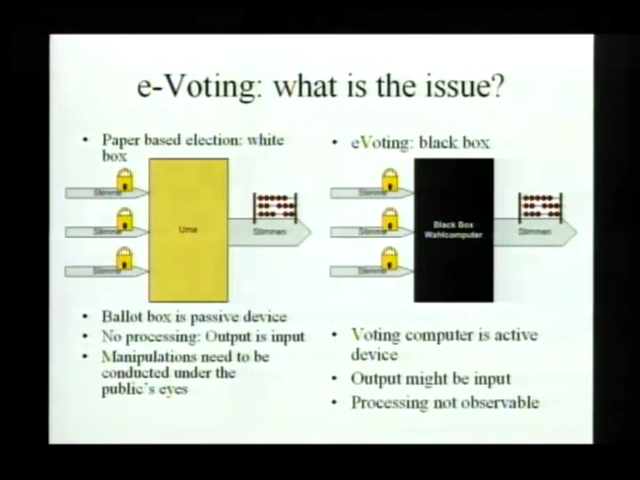 e-Voting: what is the issue?
• Paper based election: white
box
Stimme
Stimme
Stimme
Urne
Stimmen
• Ballot box is passive device
• No processing: Output is input
• Manipulations need to be
conducted under the
public's eyes
• eVoting: black box
Stimme
Stimme
Stimme
Black Box
Wahlcomputer
Stimmen
• Voting computer is active
device
• Output might be input
• Processing not observable